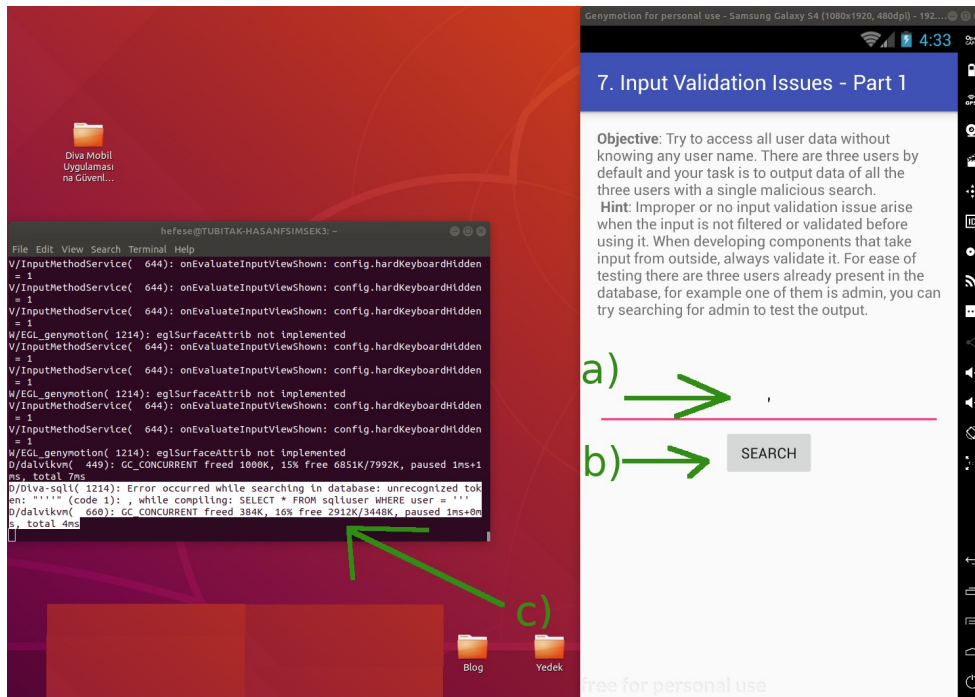 Diva Mobil
Uygulaması
na Güvenl...
hefese@TUBITAK-HASANFSIMSEK3: ~
File Edit View Search Terminal Help
V/InputMethodService( 644): onEvaluateInputViewShown: config.hardKeyboardHidden
= 1
V/InputMethodService( 644): onEvaluateInputViewShown: config.hardKeyboardHidden
= 1
V/InputMethodService( 644): onEvaluateInputViewShown: config.hardKeyboardHidden
= 1
W/EGL_genymotion( 1214): eglSurfaceAttrib not implemented
V/InputMethodService( 644): onEvaluateInputViewShown: config.hardKeyboardHidden
= 1
V/InputMethodService( 644): onEvaluateInputViewShown: config.hardKeyboardHidden
= 1
W/EGL_genymotion( 1214): eglSurfaceAttrib not implemented
V/InputMethodService( 644): onEvaluateInputViewShown: config.hardKeyboardHidden
= 1
V/InputMethodService( 644): onEvaluateInputViewShown: config.hardKeyboardHidden
= 1
W/EGL_genymotion( 1214): eglSurfaceAttrib not implemented
D/dalvikvm( 449): GC_CONCURRENT freed 1000K, 15% free 6851K/7992K, paused 1ms+1
ms, total 7ms
D/Diva-sqli( 1214): Error occurred while searching in database: unrecognized tok
en: "'''" (code 1): , while compiling: SELECT * FROM sqliuser WHERE user = '''
D/dalvikvm( 660): GC_CONCURRENT freed 384K, 16% free 2912K/3448K, paused 1ms+0m
s, total 4ms
c)
Blog
Yedek
Genymotion for personal use - Samsung Galaxy S4 (1080x1920, 480dpi) - 192....
4:33
7. Input Validation Issues - Part 1
Objective: Try to access all user data without
knowing any user name. There are three users by
default and your task is to output data of all the
three users with a single malicious search.
Hint: Improper or no input validation issue arise
when the input is not filtered or validated before
using it. When developing components that take
input from outside, always validate it. For ease of
testing there are three users already present in the
database, for example one of them is admin, you can
try searching for admin to test the output.
a)
'
b)
SEARCH
free for personal use
GPS
ID